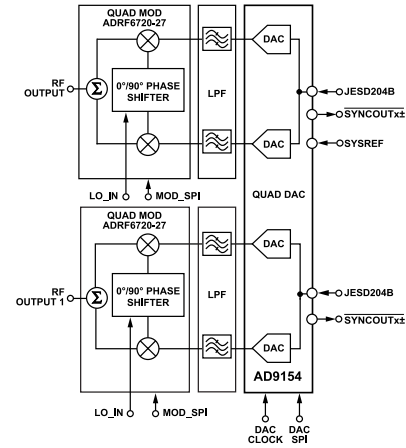 QUAD MOD
ADRF6720-27
DAC
RF
OUTPUT
Σ
0°/90° PHASE
SHIFTER
LPF
JESD204B
SYNCOUTx±
DAC
SYSREF
LO_IN
MOD_SPI
QUAD DAC
QUAD MOD
ADRF6720-27
DAC
RF
OUTPUT 1
Σ
0°/90° PHASE
SHIFTER
LPF
JESD204B
SYNCOUTx±
DAC
AD9154
LO_IN
MOD_SPI
DAC
CLOCK
DAC
SPI